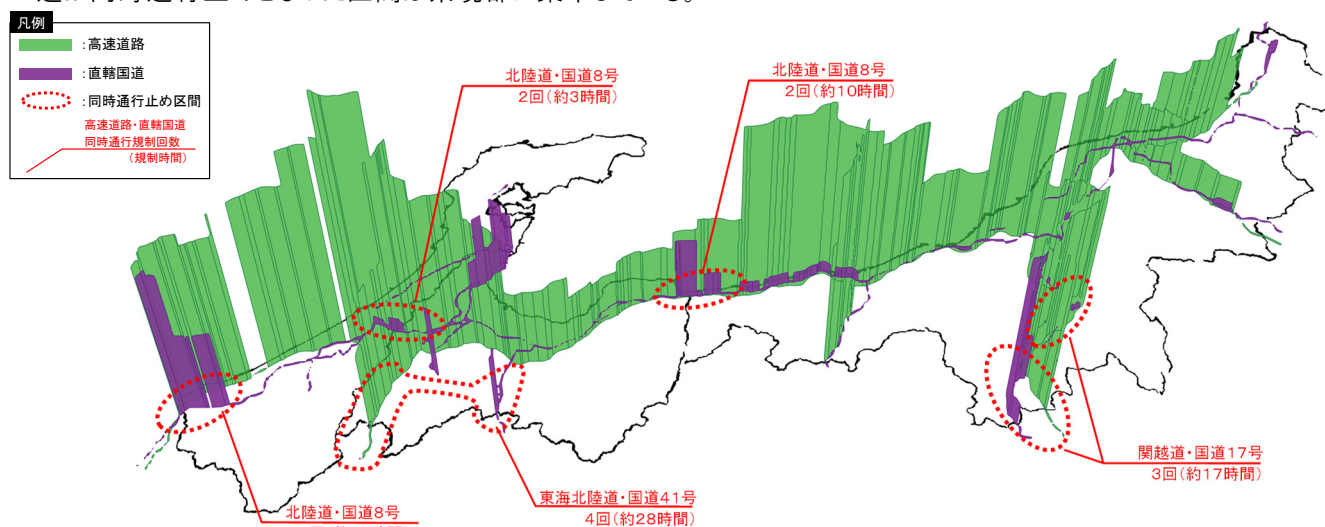 凡例
:高速道路
:直轄国道
:同時通行止め区間
高速道路・直轄国道
同時通行規制回数
(規制時間)
北陸道・国道8号
2回(約3時間)
北陸道・国道8号
2回(約10時間)
関越道・国道17号
3回(約17時間)
東海北陸道・国道41号
4回(約28時間)
北陸道・国道8号